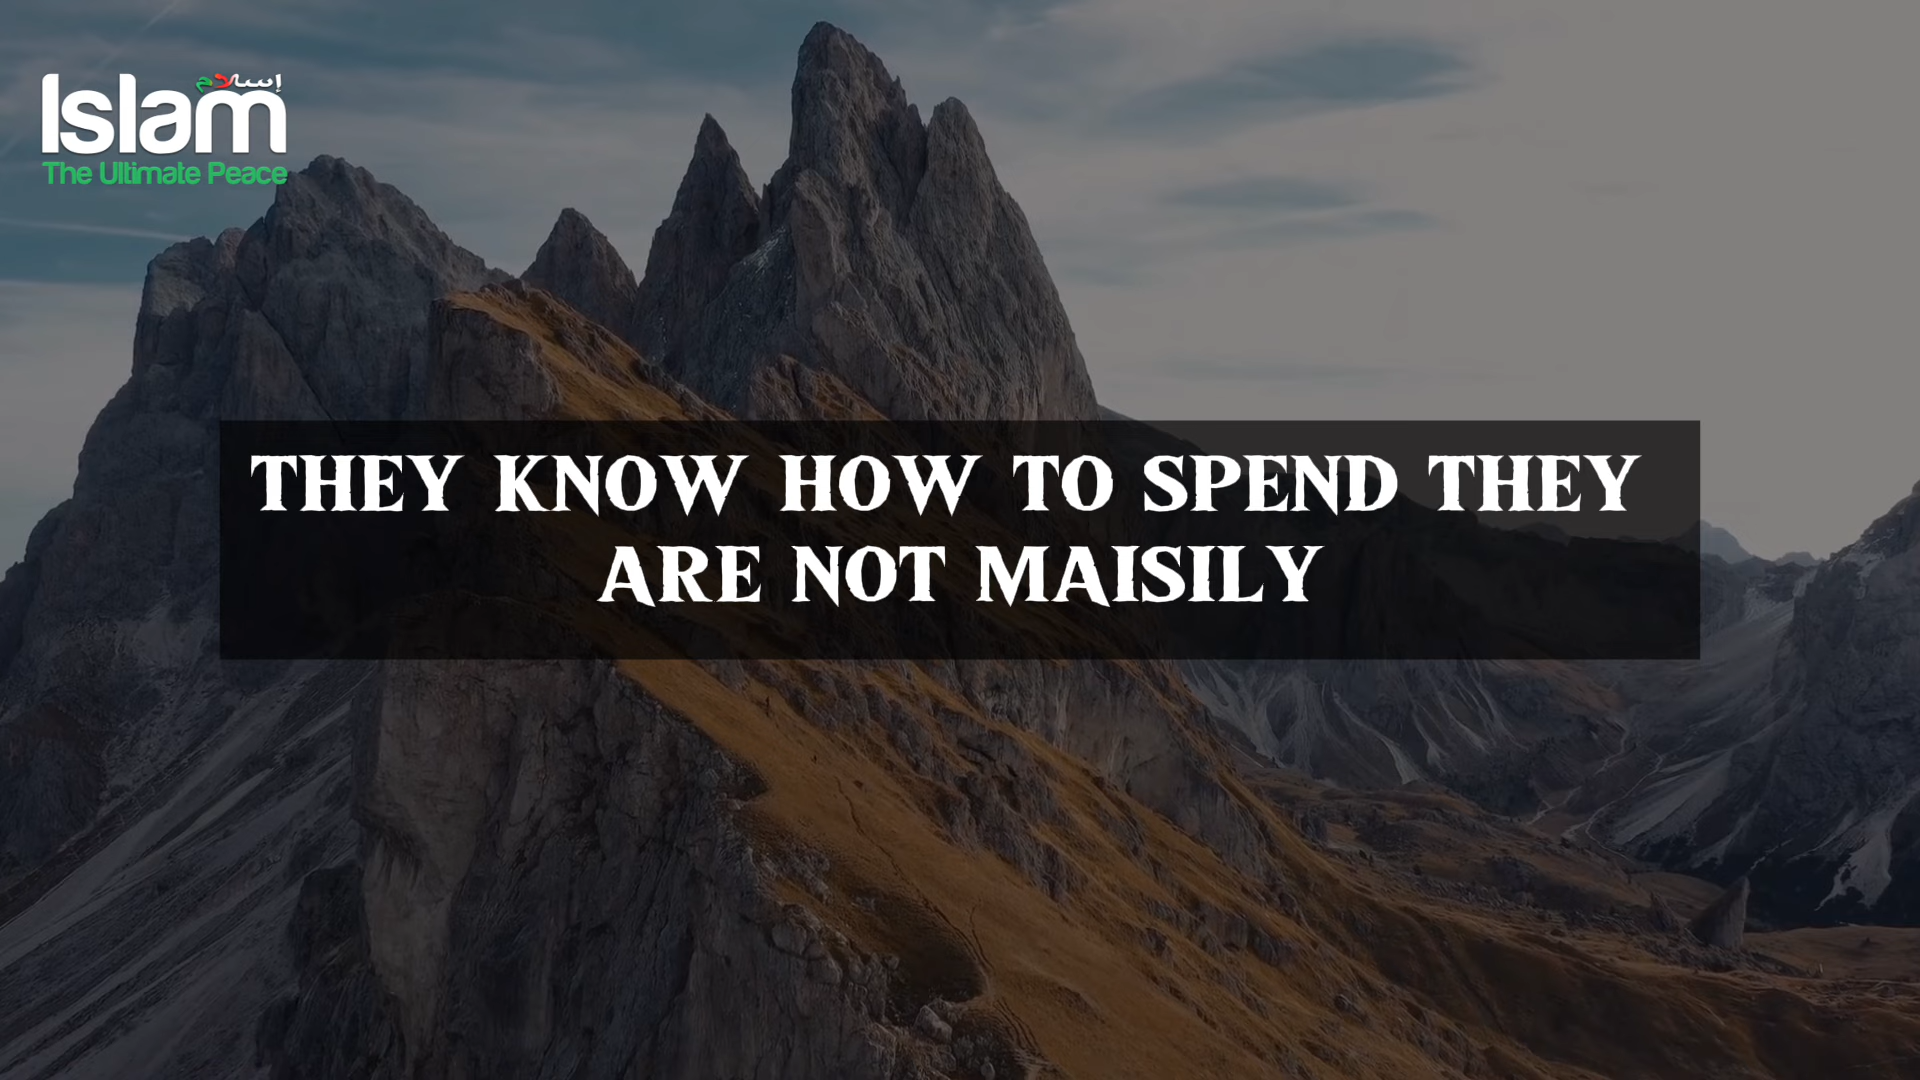 إسلام
Islam
The Ultimate Peace
THEY KNOW HOW TO SPEND THEY
ARE NOT MAISILY